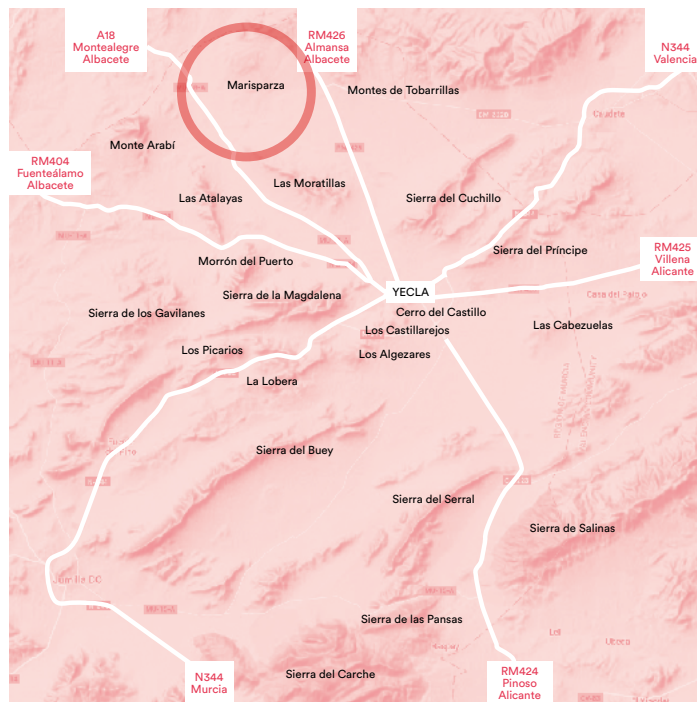 A18
Montealegre
Albacete
RM426
Almansa
Albacete
N344
Valencia
Marisparza
Montes de Tobarrillas
Caudete
Monte Arabí
RM404
Fuenteálamo
Albacete
Las Moratillas
Las Atalayas
Sierra del Cuchillo
Sierra del Príncipe
RM425
Villena
Alicante
Morrón del Puerto
YECLA
Sierra de la Magdalena
Cerro del Castillo
Sierra de los Gavilanes
Las Cabezuelas
Los Castillarejos
Los Picarios
Los Algezares
La Lobera
Sierra del Buey
Sierra del Serral
Sierra de Salinas
Sierra de las Pansas
Sierra del Carche
N344
Murcia
RM424
Pinoso
Alicante